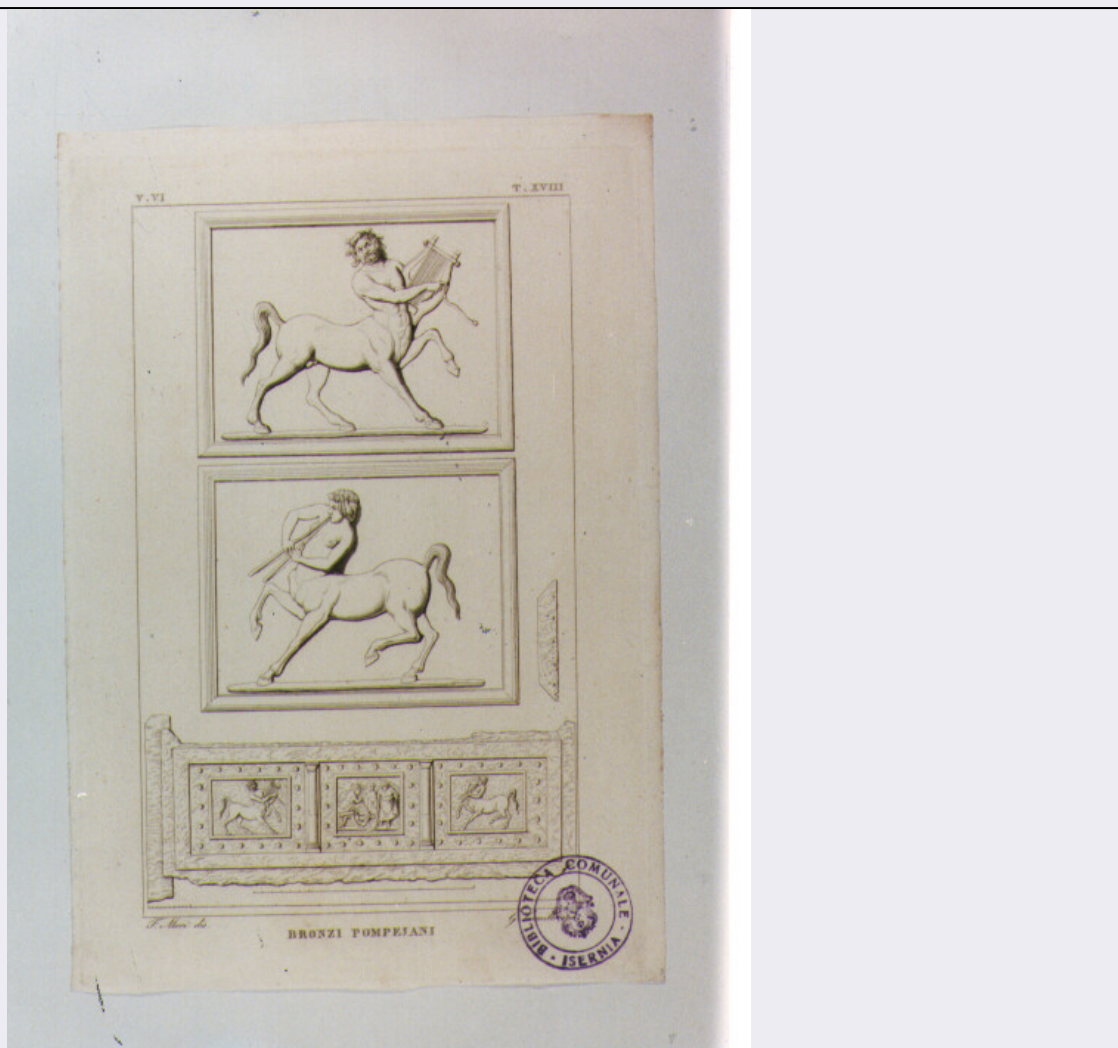 V. VI
T. XVIII
BRONZI POMPEJANI
BIBLIOTECA COMUNALE
· ISERNIA ·